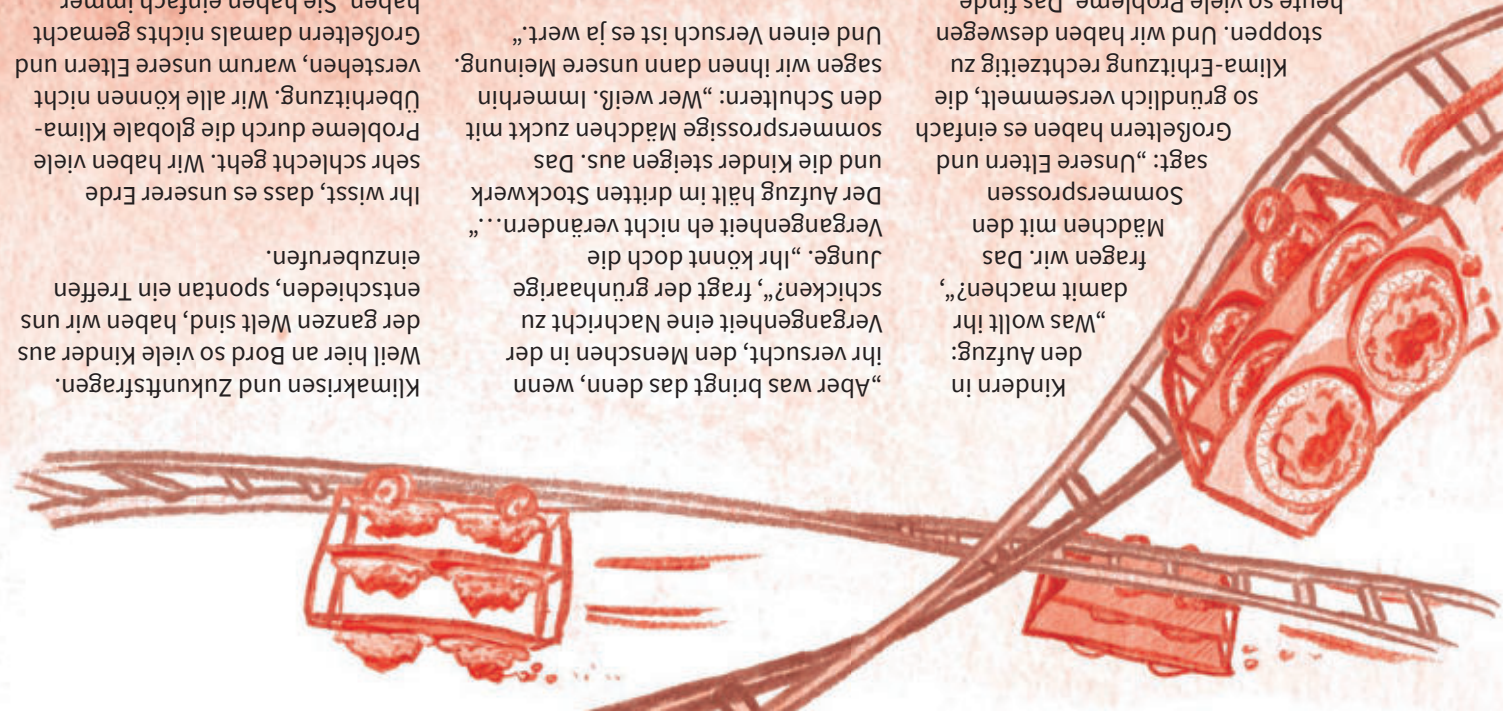 Kindern in
den Aufzug:
„Was wollt ihr
damit machen?“,
fragen wir. Das
Mädchen mit den
Sommersprossen
sagt: „Unsere Eltern und
Großeltern haben es einfach
so gründlich versemmelt, die
Klima-Erhitzung rechtzeitig zu
stoppen. Und wir haben deswegen
heute so viele Probleme. Das finde
„Aber was bringt das denn, wenn
ihr versucht, den Menschen in der
Vergangenheit eine Nachricht zu
schicken?“, fragt der grünhaarige
Junge. „Ihr könnt doch die
Vergangenheit eh nicht verändern…“
Der Aufzug hält im dritten Stockwerk
und die Kinder steigen aus. Das
sommersprossige Mädchen zuckt mit
den Schultern: „Wer weiß. Immerhin
sagen wir ihnen dann unsere Meinung.
Und einen Versuch ist es ja wert.“
Klimakrisen und Zukunftsfragen.
Weil hier an Bord so viele Kinder aus
der ganzen Welt sind, haben wir uns
entschieden, spontan ein Treffen
einzuberufen.
Ihr wisst, dass es unserer Erde
sehr schlecht geht. Wir haben viele
Probleme durch die globale Klima-
Überhitzung. Wir alle können nicht
verstehen, warum unsere Eltern und
Großeltern damals nichts gemacht
haben. Sie haben einfach immer